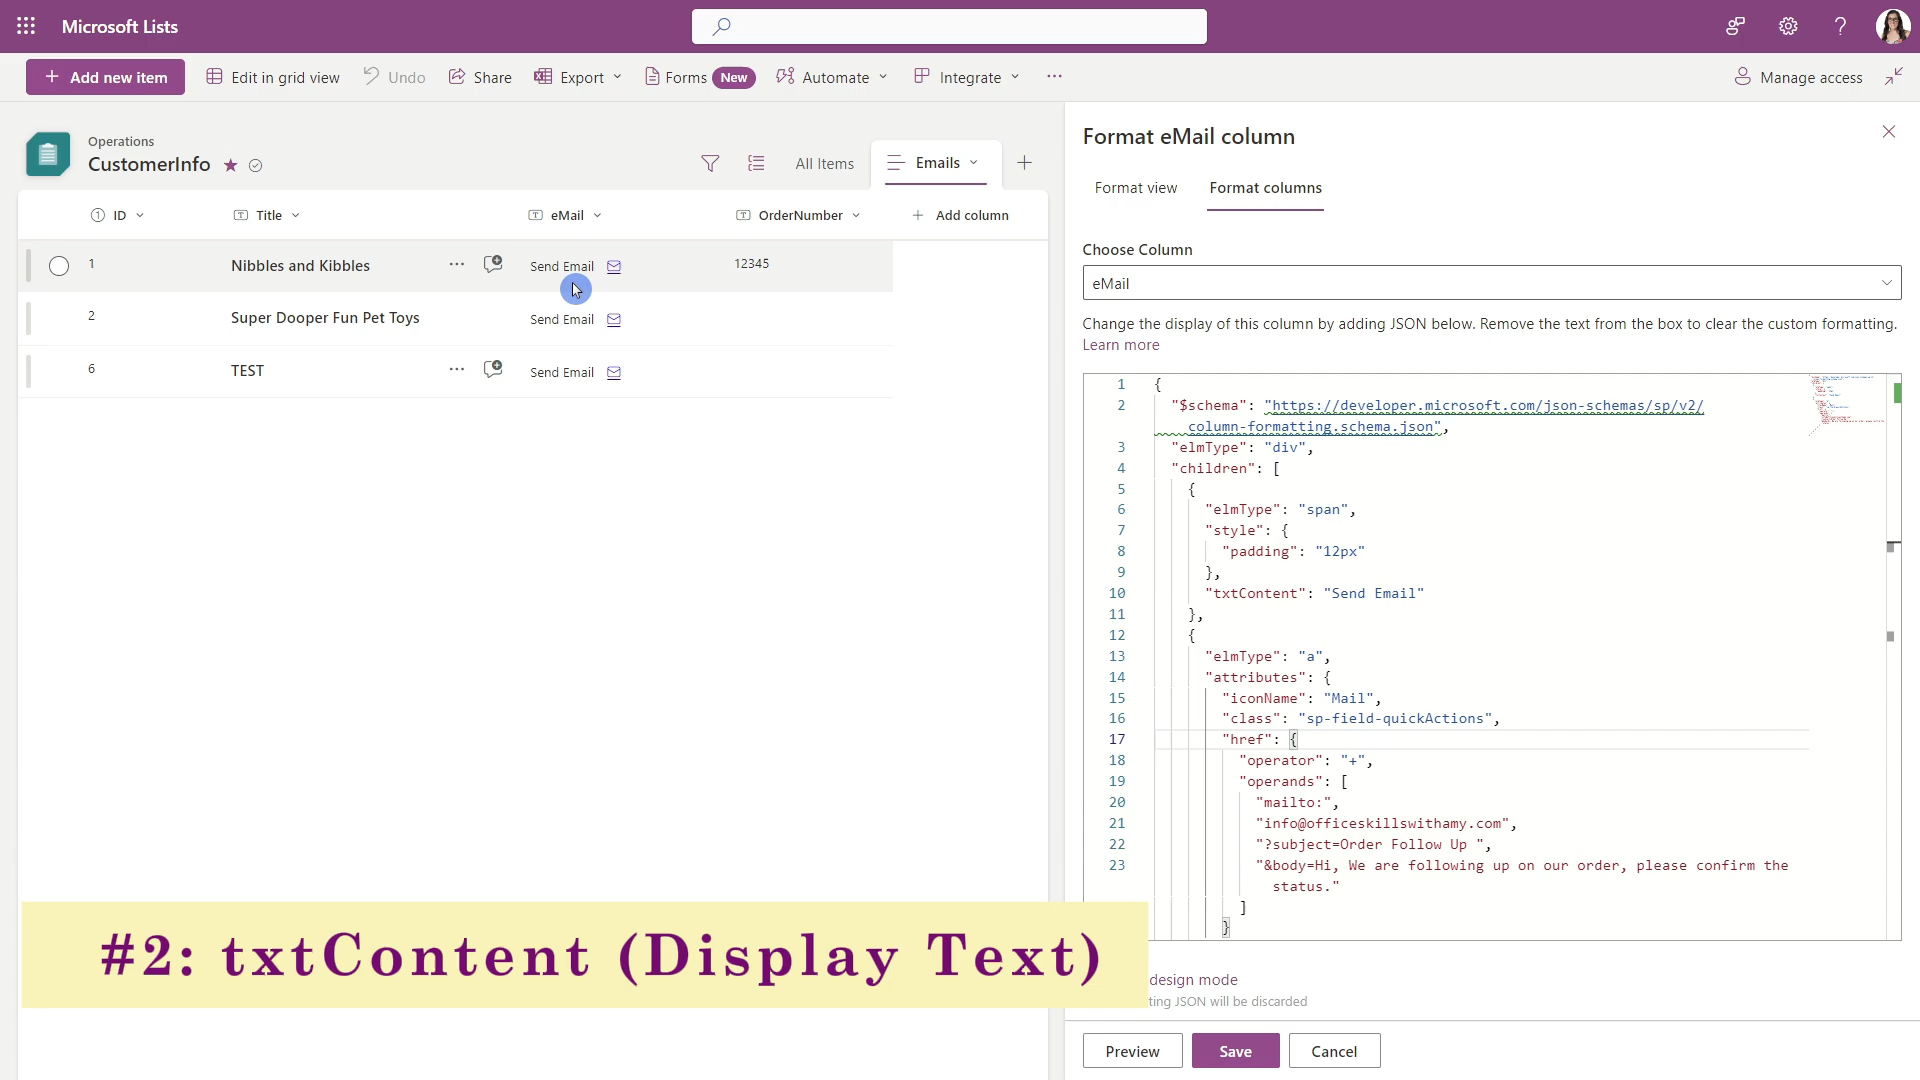 Microsoft Lists
Add new item
Edit in grid view
Undo
Share
Export
Forms New
Automate
Integrate
Manage access
Operations
CustomerInfo
All Items
Emails
ID
Title
eMail
OrderNumber
Add column
1
Nibbles and Kibbles
Send Email
12345
2
Super Dooper Fun Pet Toys
Send Email
6
TEST
Send Email
Format eMail column
Format view
Format columns
Choose Column
eMail
Change the display of this column by adding JSON below. Remove the text from the box to clear the custom formatting.
Learn more
1 {
2 "$schema": "https://developer.microsoft.com/json-schemas/sp/v2/
column-formatting.schema.json",
3 "elmType": "div",
4 "children": [
5 {
6 "elmType": "span",
7 "style": {
8 "padding": "12px"
9 },
10 "txtContent": "Send Email"
11 },
12 {
13 "elmType": "a",
14 "attributes": {
15 "iconName": "Mail",
16 "class": "sp-field-quickActions",
17 "href": {
18 "operator": "+",
19 "operands": [
20 "mailto:",
21 "info@officeskillswithamy.com",
22 "?subject=Order Follow Up ",
23 "&body=Hi, We are following up on our order, please confirm the
status."
]
}
#2: txtContent (Display Text)
design mode
ting JSON will be discarded
Preview
Save
Cancel